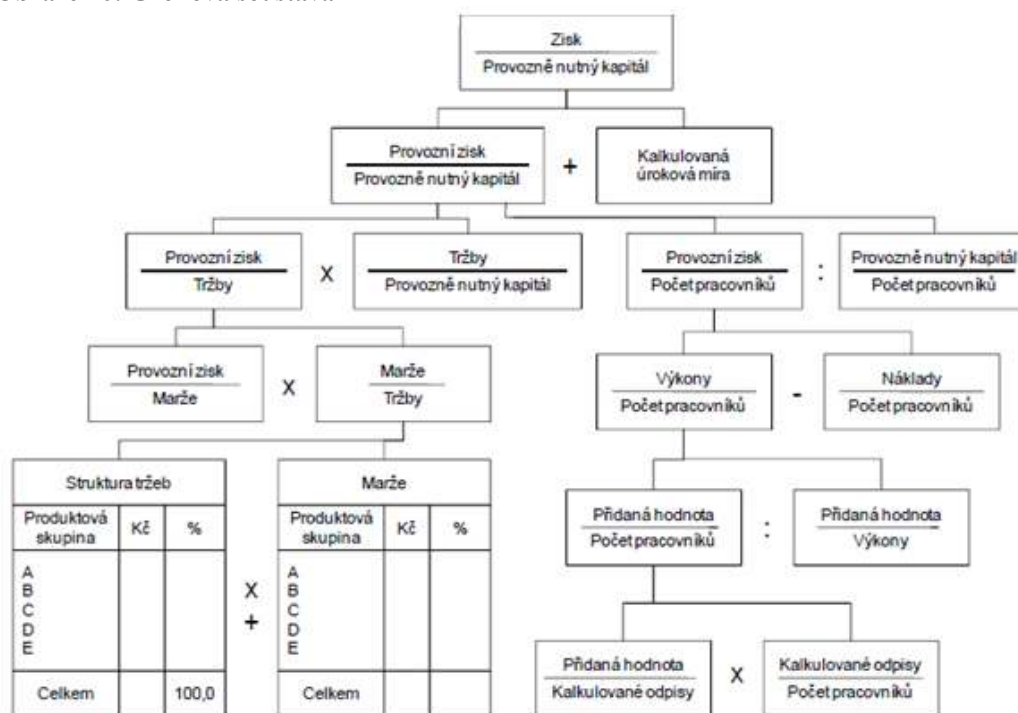 Zisk
Provozně nutný kapitál
Provozní zisk
Provozně nutný kapitál
+
Kalkulovaná
úroková míra
Provozní zisk
Tržby
X
Tržby
Provozně nutný kapitál
Provozní zisk
Počet pracovníků
:
Provozně nutný kapitál
Počet pracovníků
Provozní zisk
Marže
X
Marže
Tržby
Výkony
Počet pracovníků
-
Náklady
Počet pracovníků
Struktura tržeb
Produktová
skupina
Kč
%
A
B
C
D
E
Celkem
100,0
X
+
Marže
Produktová
skupina
Kč
%
A
B
C
D
E
Celkem
Přidaná hodnota
Počet pracovníků
:
Přidaná hodnota
Výkony
Přidaná hodnota
Kalkulované odpisy
X
Kalkulované odpisy
Počet pracovníků